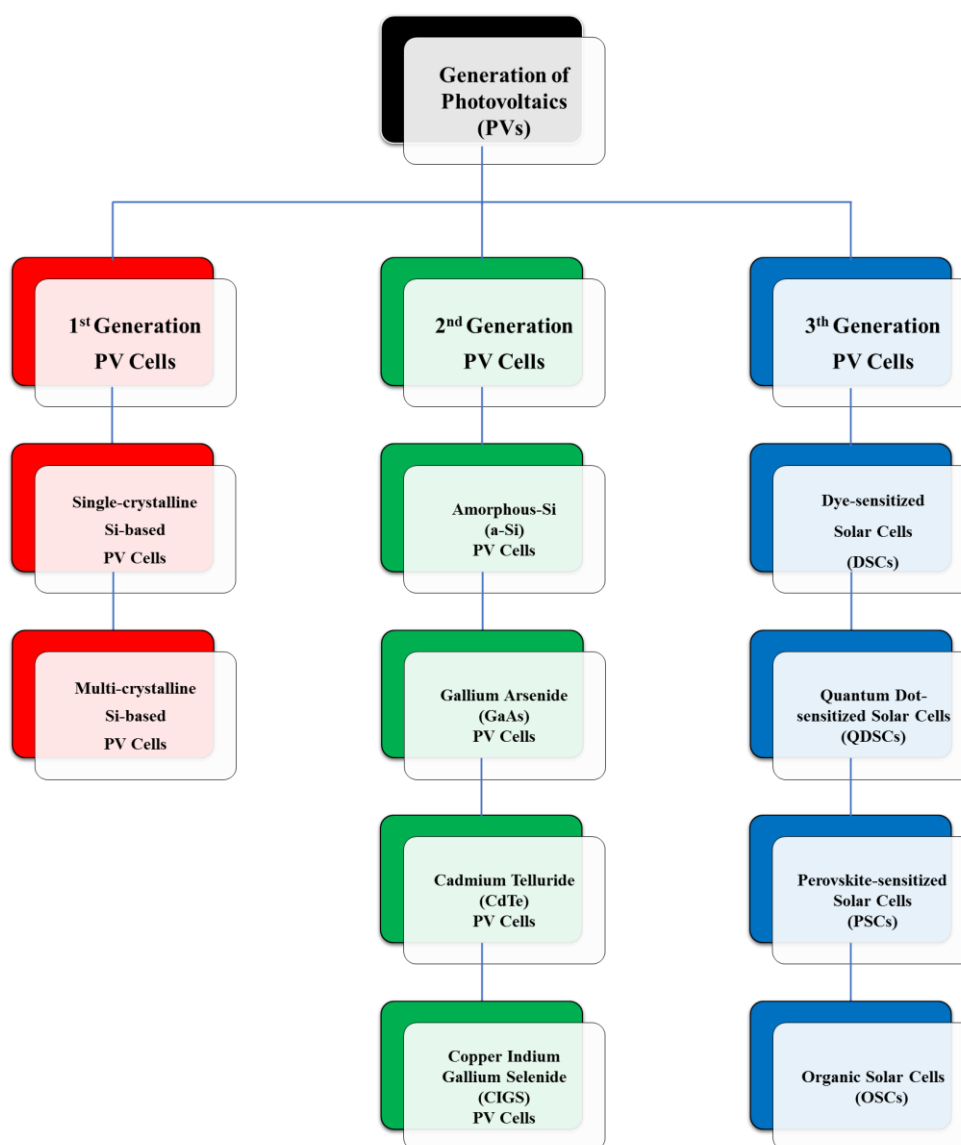 Generation of
Photovoltaics
(PVs)
1st Generation
PV Cells
2nd Generation
PV Cells
3th Generation
PV Cells
Single-crystalline
Si-based
PV Cells
Amorphous-Si
(a-Si)
PV Cells
Dye-sensitized
Solar Cells
(DSCs)
Multi-crystalline
Si-based
PV Cells
Gallium Arsenide
(GaAs)
PV Cells
Quantum Dot-
sensitized Solar Cells
(QDSCs)
Cadmium Telluride
(CdTe)
PV Cells
Perovskite-sensitized
Solar Cells
(PSCs)
Copper Indium
Gallium Selenide
(CIGS)
PV Cells
Organic Solar Cells
(OSCs)